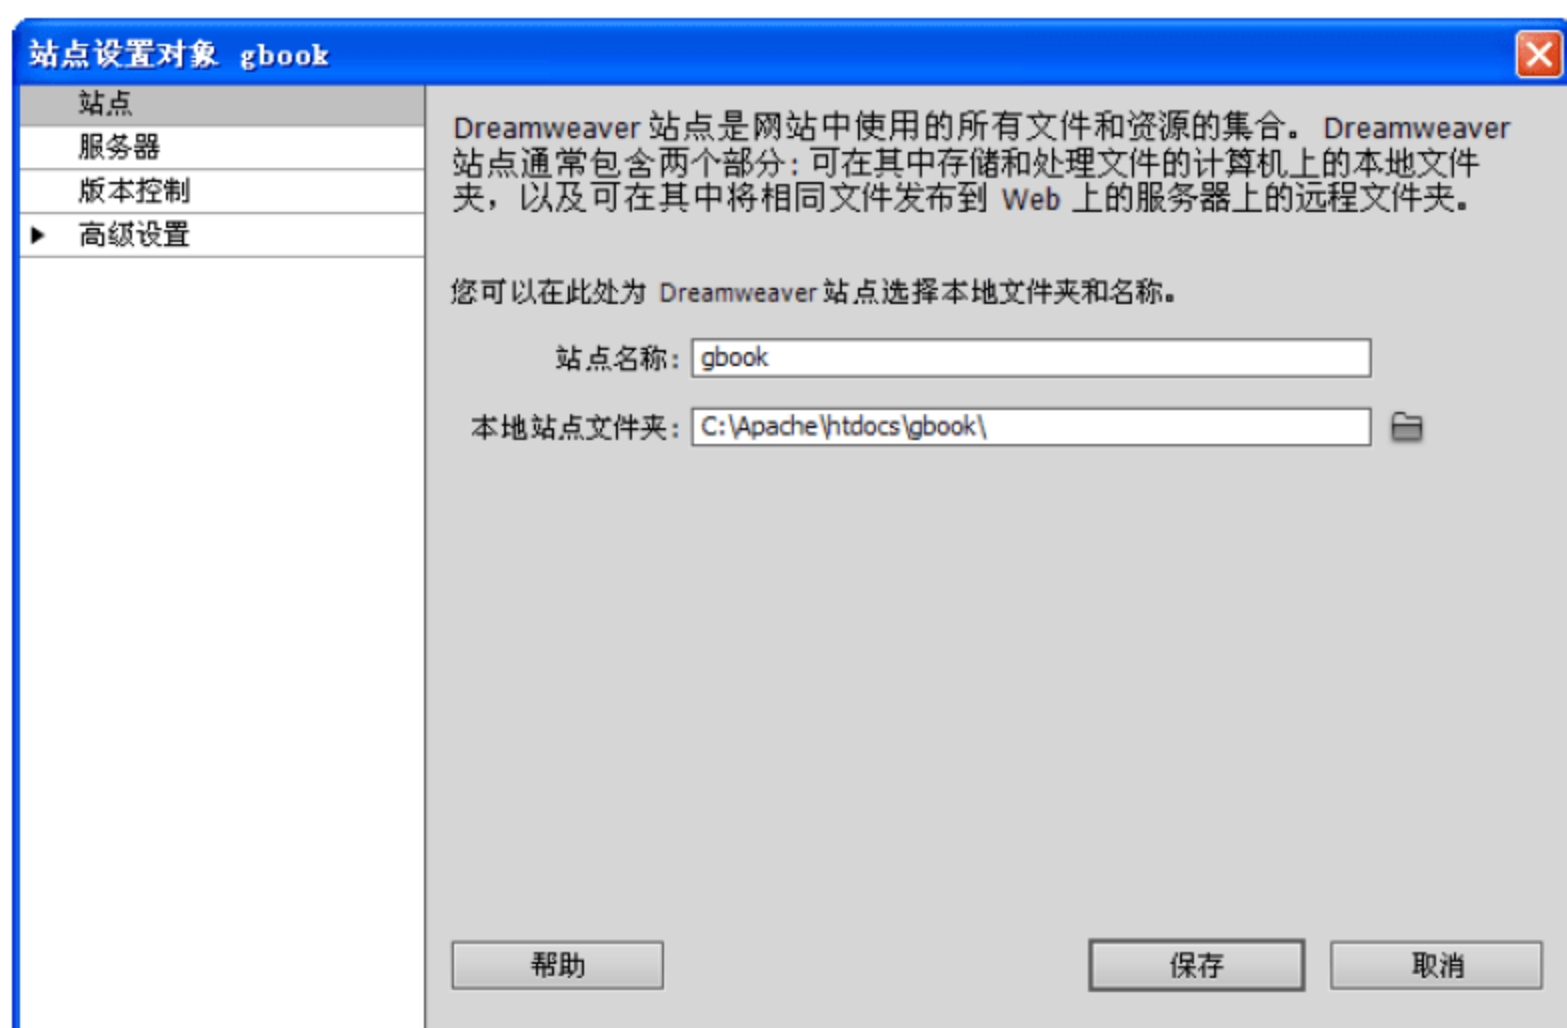 站点设置对象 gbook
站点
服务器
版本控制
高级设置
Dreamweaver 站点是网站中使用的所有文件和资源的集合。Dreamweaver
站点通常包含两个部分:可在其中存储和处理文件的计算机上的本地文件
夹，以及可在其中将相同文件发布到 Web 上的服务器上的远程文件夹。
您可以在此处为 Dreamweaver 站点选择本地文件夹和名称。
站点名称: gbook
本地站点文件夹: C:\Apache\htdocs\gbook\
帮助 保存 取消